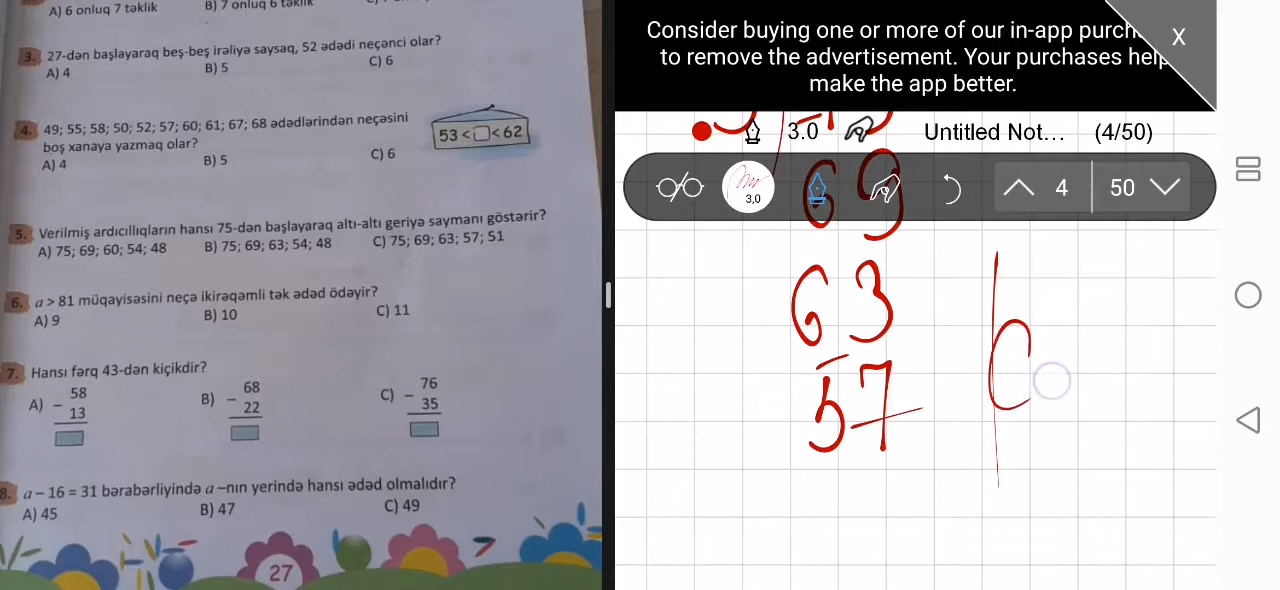 A) 6 onluq 7 təklik B) 7 onluq 6 təklik
3. 27-dən başlayaraq beş-beş irəliyə saysaq, 52 ədədi neçənci olar?
A) 4 B) 5 C) 6
4. 49; 55; 58; 50; 52; 57; 60; 61; 67; 68 ədədlərindən neçəsini
boş xanaya yazmaq olar?
53 < □ < 62
A) 4 B) 5 C) 6
5. Verilmiş ardıcıllıqların hansı 75-dən başlayaraq altı-altı geriyə saymanı göstərir?
A) 75; 69; 60; 54; 48 B) 75; 69; 63; 54; 48 C) 75; 69; 63; 57; 51
6. a > 81 müqayisəsini neçə ikirəqəmli tək ədəd ödəyir?
A) 9 B) 10 C) 11
7. Hansı fərq 43-dən kiçikdir?
A) – 58 13
B) – 68 22
C) – 76 35
8. a – 16 = 31 bərabərliyində a –nın yerində hansı ədəd olmalıdır?
A) 45 B) 47 C) 49
27
Consider buying one or more of our in-app purch
to remove the advertisement. Your purchases help
make the app better.
X
3.0 Untitled Not... (4/50)
3,0 4 50
69
63
57